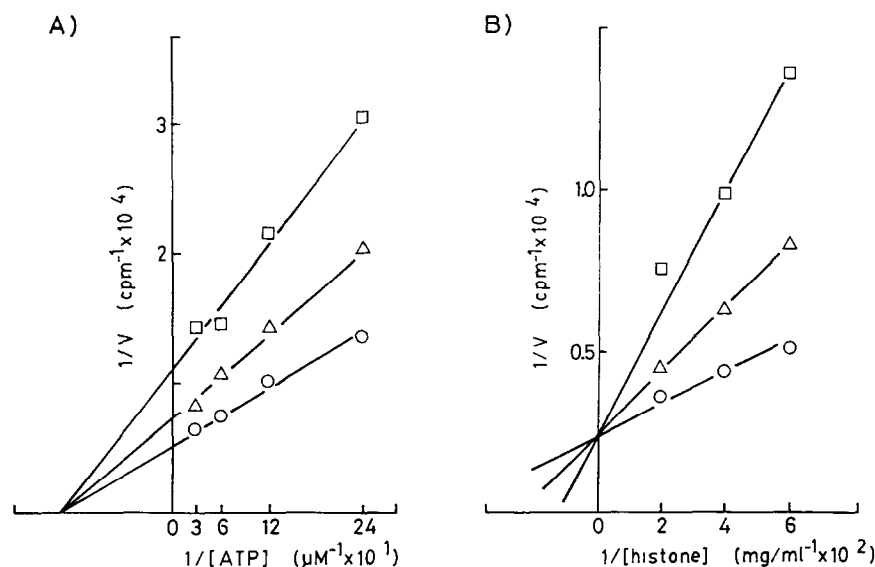 A)
3
2
1/V (cpm⁻¹x10⁴)
0 3 6 12 24
1/[ATP] (μM⁻¹x10¹)
B)
1.0
0.5
1/V (cpm⁻¹x10⁴)
0 2 4 6
1/[histone] (mg/ml⁻¹x10²)